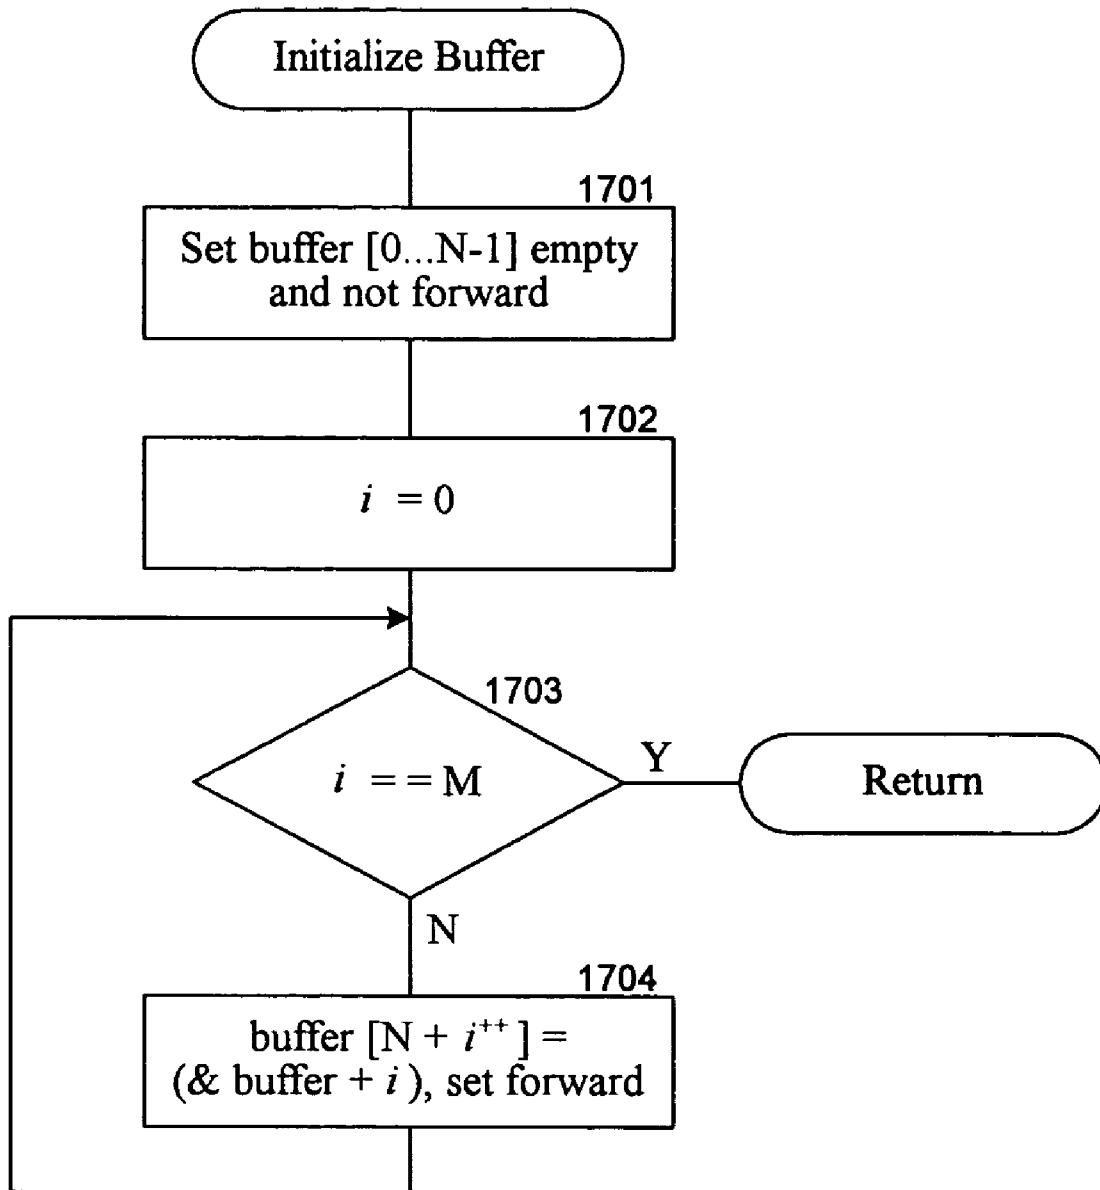 Initialize Buffer
1701
Set buffer [0...N-1] empty
and not forward
1702
i = 0
1703
i = = M
Y
Return
N
1704
buffer [N + i++ ] =
(& buffer + i ), set forward